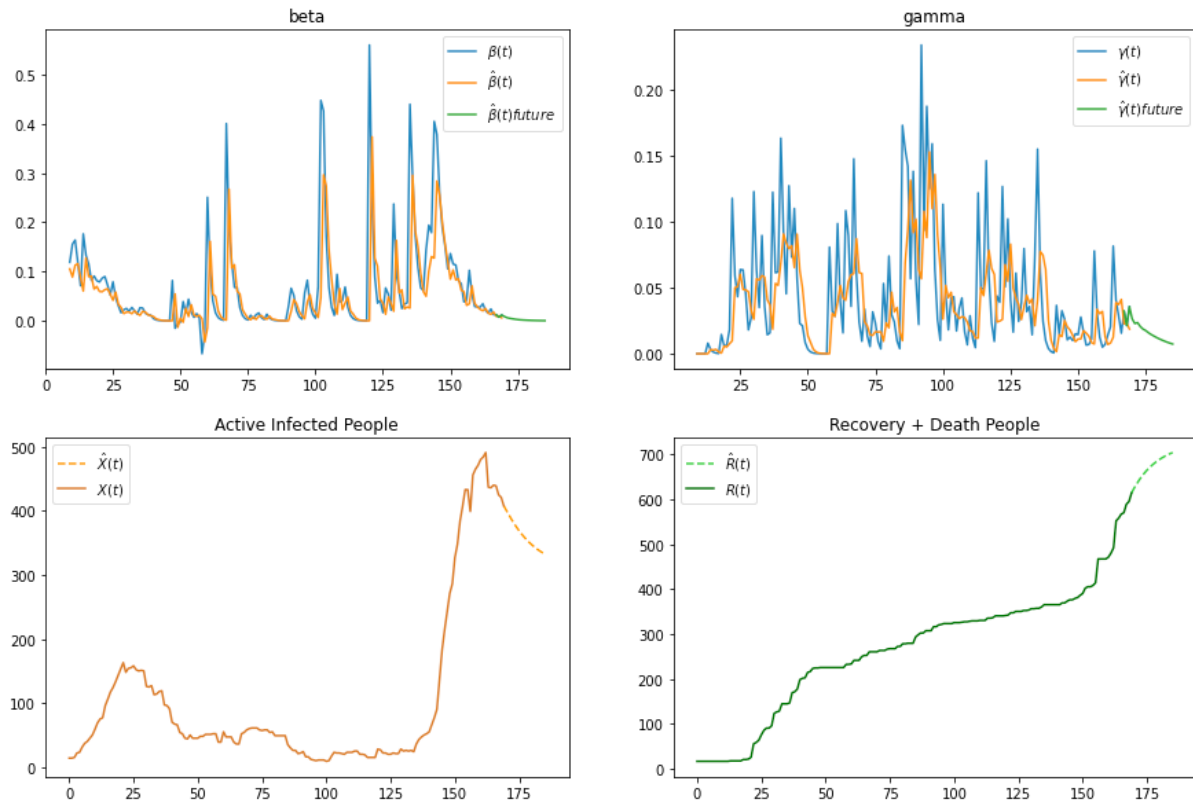 beta
β(t)
β̂(t)
β̂(t)future
0.5
0.4
0.3
0.2
0.1
0.0
0 25 50 75 100 125 150 175
gamma
γ(t)
γ̂(t)
γ̂(t)future
0.20
0.15
0.10
0.05
0.00
25 50 75 100 125 150 175
Active Infected People
X̂(t)
X(t)
500
400
300
200
100
0
0 25 50 75 100 125 150 175
Recovery + Death People
R̂(t)
R(t)
700
600
500
400
300
200
100
0
0 25 50 75 100 125 150 175